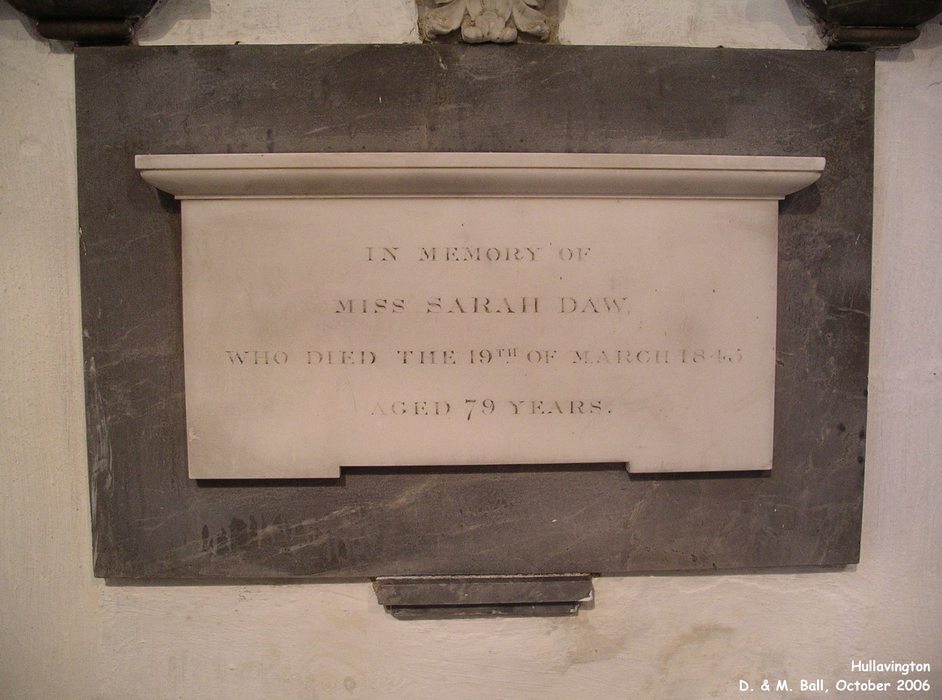 IN MEMORY OF
MISS SARAH DAW,
WHO DIED THE 19TH OF MARCH 1845
AGED 79 YEARS.
Hullavington
D. & M. Ball, October 2006